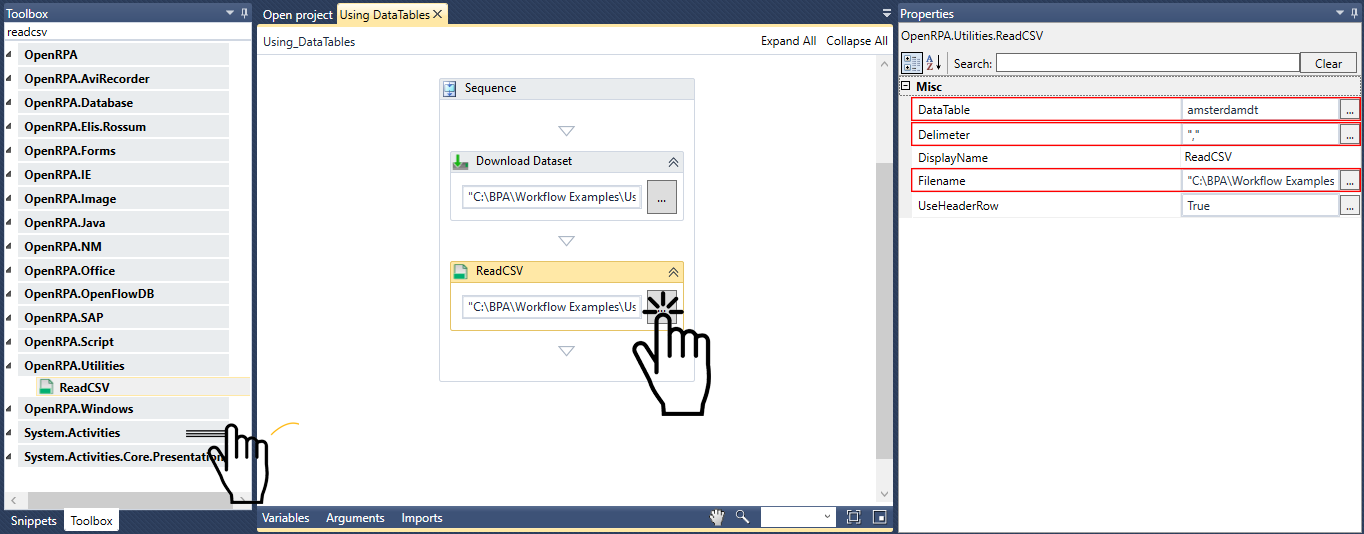 Toolbox
readcsv
OpenRPA
OpenRPA.AviRecorder
OpenRPA.Database
OpenRPA.Elis.Rossum
OpenRPA.Forms
OpenRPA.IE
OpenRPA.Image
OpenRPA.Java
OpenRPA.NM
OpenRPA.Office
OpenRPA.OpenFlowDB
OpenRPA.SAP
OpenRPA.Script
OpenRPA.Utilities
ReadCSV
OpenRPA.Windows
System.Activities
System.Activities.Core.Presentation
Snippets Toolbox
Open project Using DataTables
Using_DataTables Expand All Collapse All
Sequence
Download Dataset
"C:\BPA\Workflow Examples\Us ...
ReadCSV
"C:\BPA\Workflow Examples\Us
Variables Arguments Imports
Properties
OpenRPA.Utilities.ReadCSV
A Z Search: Clear
Misc
DataTable amsterdamdt ...
Delimeter "," ...
DisplayName ReadCSV
Filename "C:\BPA\Workflow Examples ...
UseHeaderRow True ...